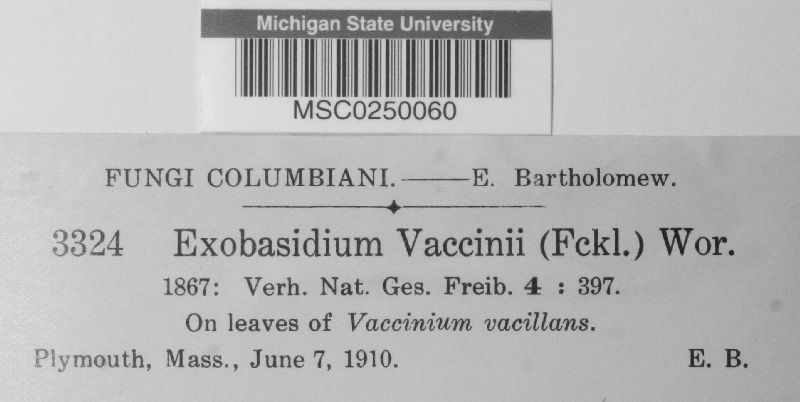 Michigan State University
MSC0250060
FUNGI COLUMBIANI.——E. Bartholomew.
3324 Exobasidium Vaccinii (Fckl.) Wor.
1867: Verh. Nat. Ges. Freib. 4 : 397.
On leaves of Vaccinium vacillans.
Plymouth, Mass., June 7, 1910. E. B.